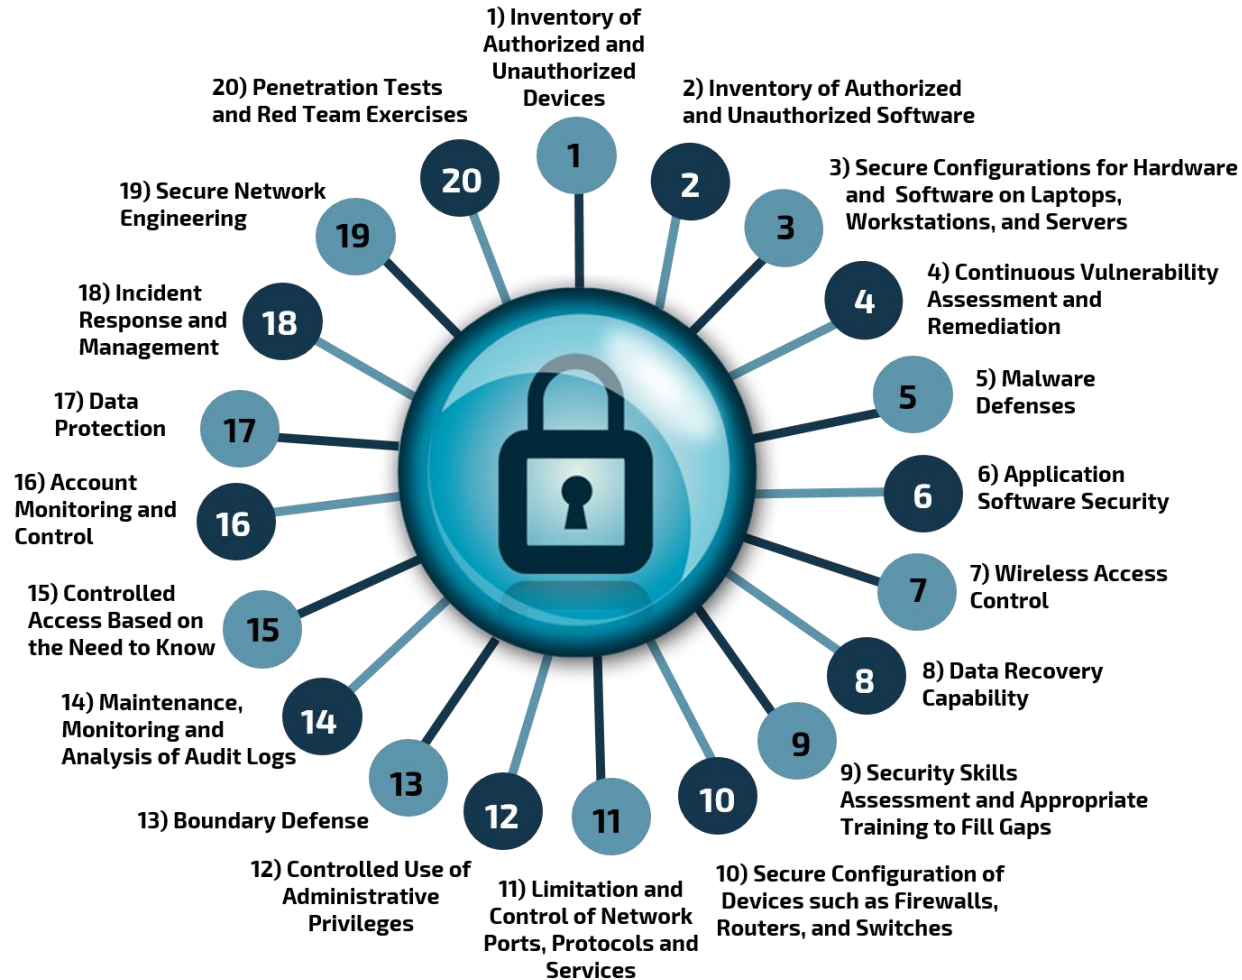 1) Inventory of
Authorized and
Unauthorized
Devices
2) Inventory of Authorized
and Unauthorized Software
3) Secure Configurations for Hardware
and Software on Laptops,
Workstations, and Servers
4) Continuous Vulnerability
Assessment and
Remediation
5) Malware
Defenses
6) Application
Software Security
7) Wireless Access
Control
8) Data Recovery
Capability
9) Security Skills
Assessment and Appropriate
Training to Fill Gaps
10) Secure Configuration of
Devices such as Firewalls,
Routers, and Switches
11) Limitation and
Control of Network
Ports, Protocols and
Services
12) Controlled Use of
Administrative
Privileges
13) Boundary Defense
14) Maintenance,
Monitoring and
Analysis of Audit Logs
15) Controlled
Access Based on
the Need to Know
16) Account
Monitoring and
Control
17) Data
Protection
18) Incident
Response and
Management
19) Secure Network
Engineering
20) Penetration Tests
and Red Team Exercises
1
2
3
4
5
6
7
8
9
10
11
12
13
14
15
16
17
18
19
20